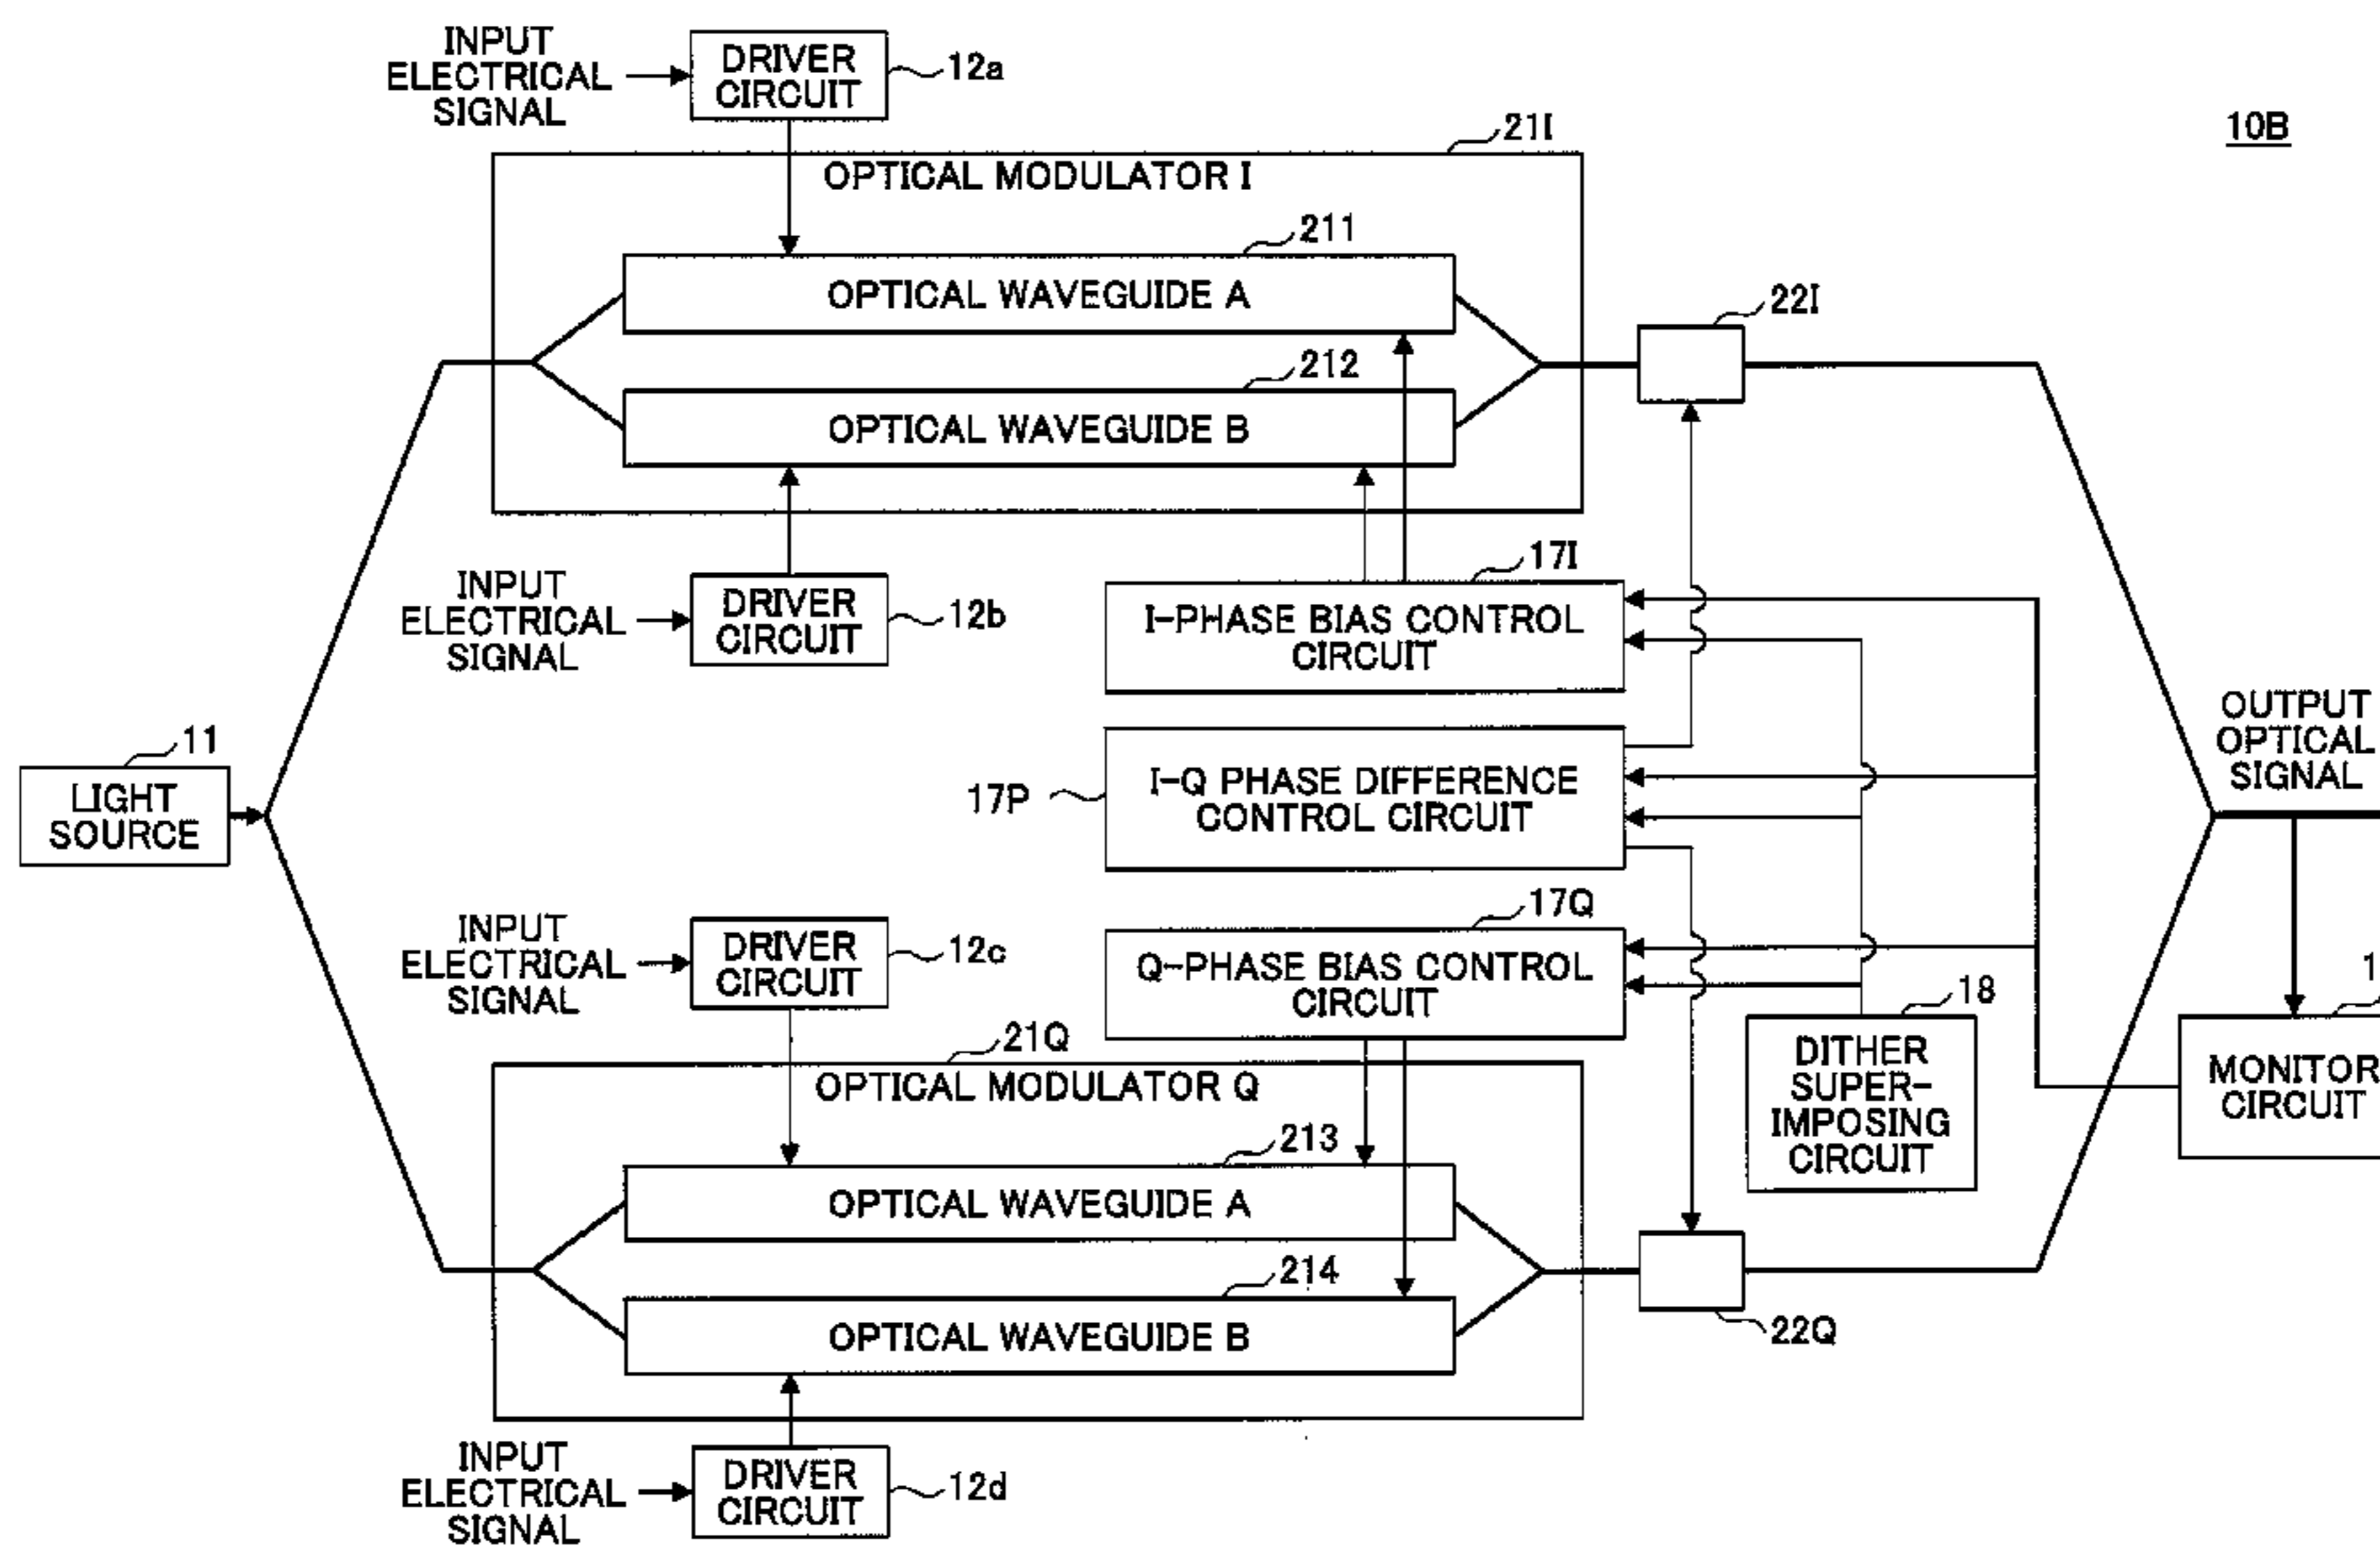 INPUT
ELECTRICAL
SIGNAL
DRIVER
CIRCUIT
12a
10B
21I
OPTICAL MODULATOR I
211
OPTICAL WAVEGUIDE A
22I
212
OPTICAL WAVEGUIDE B
INPUT
ELECTRICAL
SIGNAL
DRIVER
CIRCUIT
12b
17I
I-PHASE BIAS CONTROL
CIRCUIT
11
LIGHT
SOURCE
17P
I-Q PHASE DIFFERENCE
CONTROL CIRCUIT
OUTPUT
OPTICAL
SIGNAL
INPUT
ELECTRICAL
SIGNAL
DRIVER
CIRCUIT
12c
17Q
Q-PHASE BIAS CONTROL
CIRCUIT
18
DITHER
SUPER-
IMPOSING
CIRCUIT
MONITOR
CIRCUIT
21Q
OPTICAL MODULATOR Q
213
OPTICAL WAVEGUIDE A
214
OPTICAL WAVEGUIDE B
22Q
INPUT
ELECTRICAL
SIGNAL
DRIVER
CIRCUIT
12d